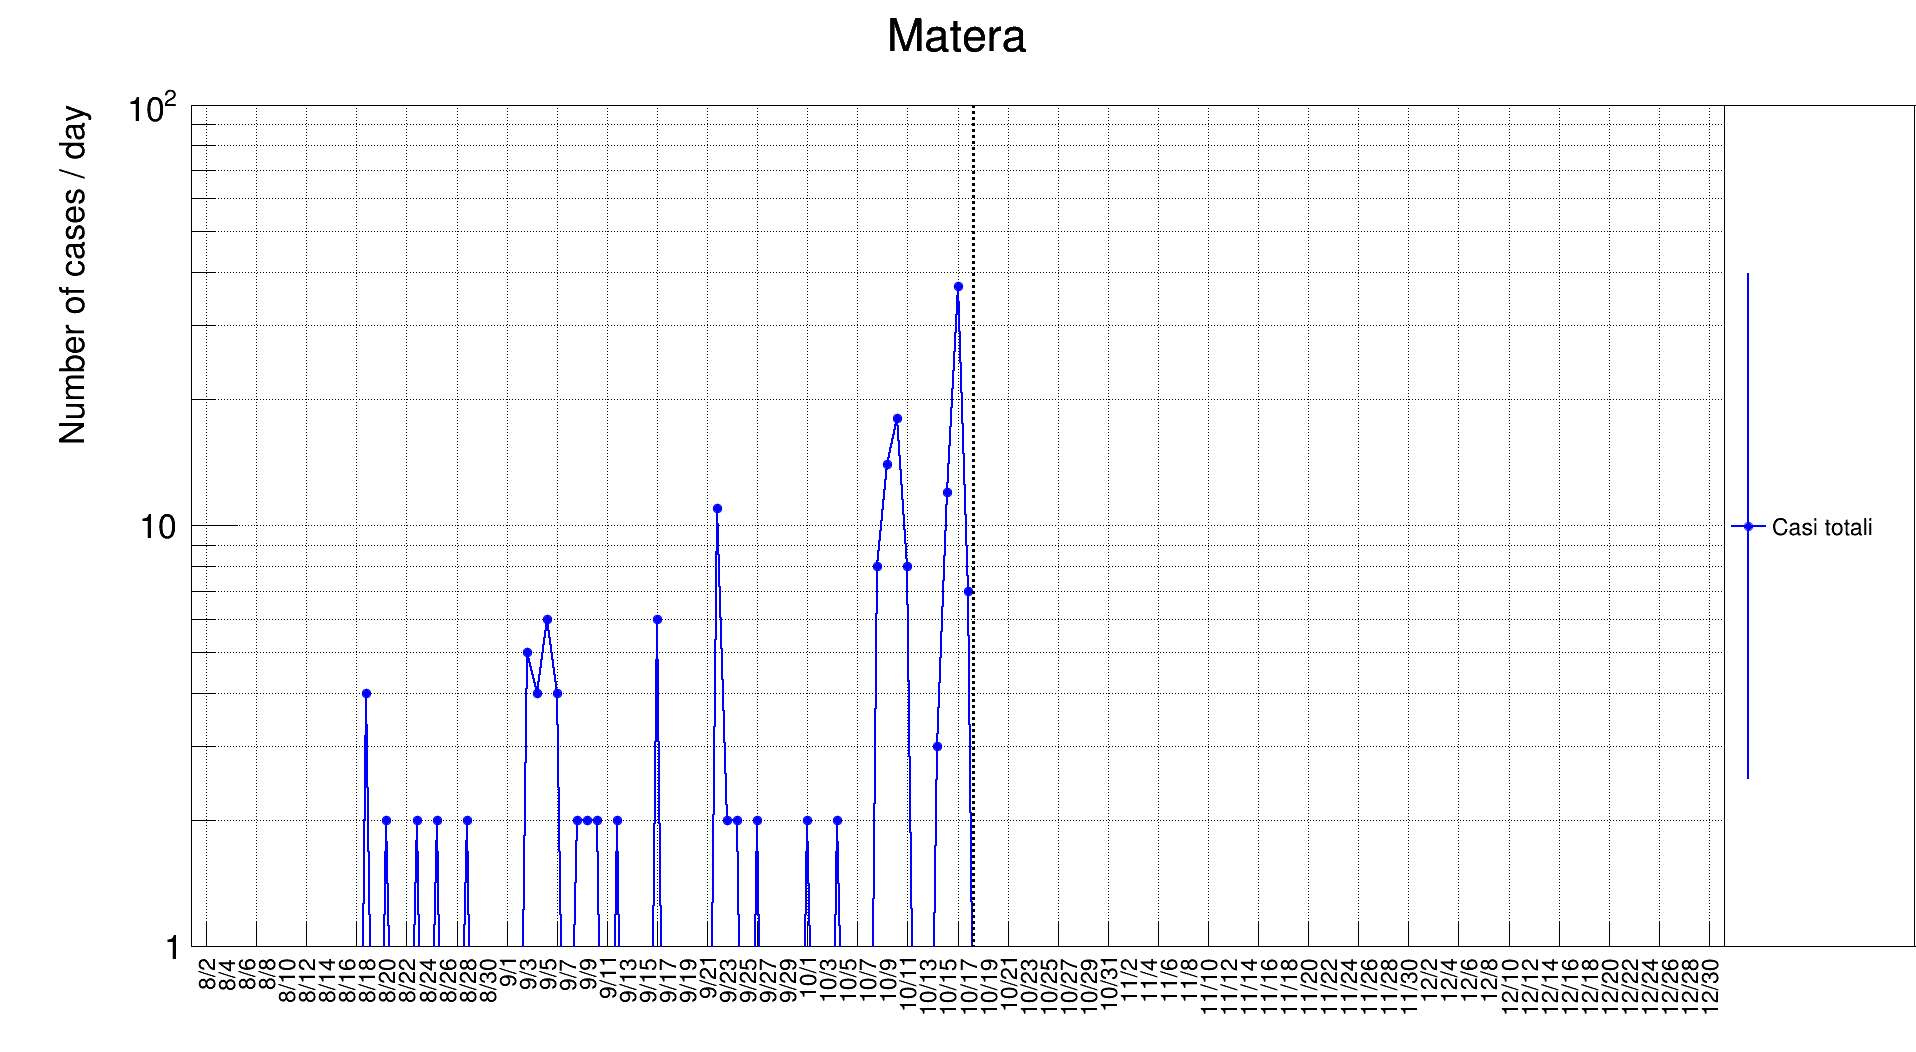 Matera
Number of cases / day
10²
10
1
8/2 8/4 8/6 8/8 8/10 8/12 8/14 8/16 8/18 8/20 8/22 8/24 8/26 8/28 8/30 9/1 9/3 9/5 9/7 9/9 9/11 9/13 9/15 9/17 9/19 9/21 9/23 9/25 9/27 9/29 10/1 10/3 10/5 10/7 10/9 10/11 10/13 10/15 10/17 10/19 10/21 10/23 10/25 10/27 10/29 10/31 11/2 11/4 11/6 11/8 11/10 11/12 11/14 11/16 11/18 11/20 11/22 11/24 11/26 11/28 11/30 12/2 12/4 12/6 12/8 12/10 12/12 12/14 12/16 12/18 12/20 12/22 12/24 12/26 12/28 12/30
Casi totali